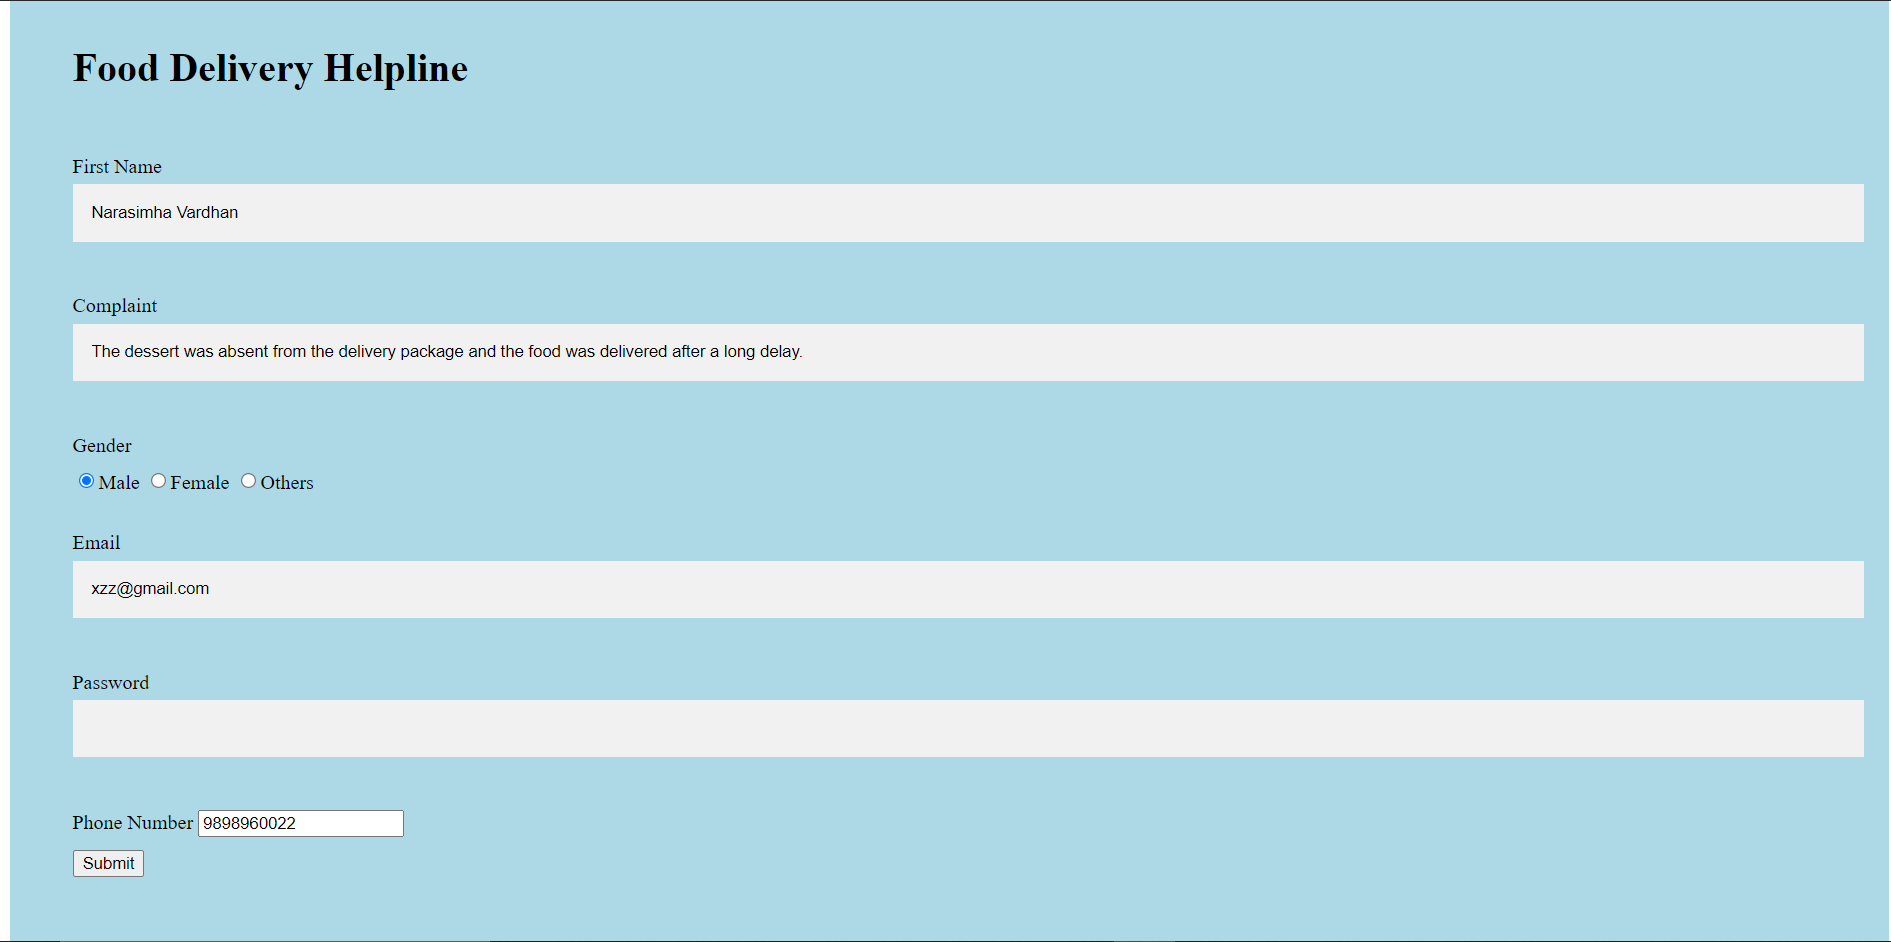 Food Delivery Helpline
First Name
Narasimha Vardhan
Complaint
The dessert was absent from the delivery package and the food was delivered after a long delay.
Gender
Male Female Others
Email
xzz@gmail.com
Password
Phone Number 9898960022
Submit